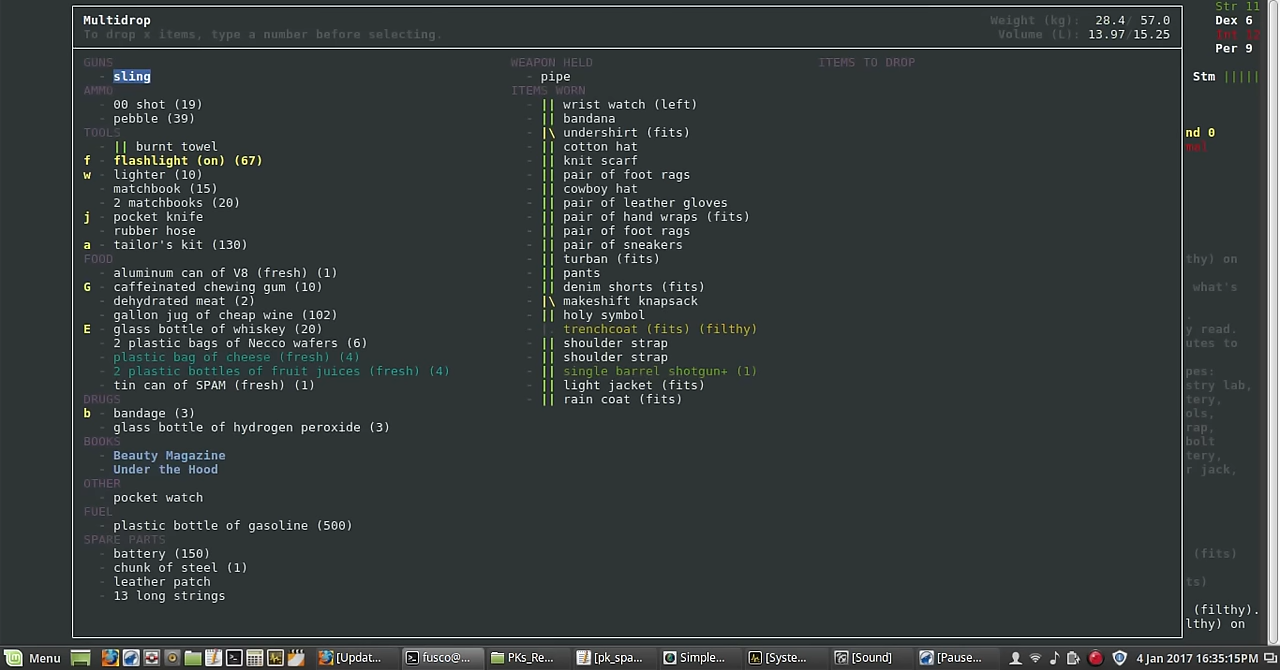 Multidrop
To drop x items, type a number before selecting.
Weight (kg): 28.4/ 57.0
Volume (L): 13.97/15.25
GUNS
- sling
AMMO
- 00 shot (19)
- pebble (39)
TOOLS
- || burnt towel
f - flashlight (on) (67)
w - lighter (10)
- matchbook (15)
- 2 matchbooks (20)
j - pocket knife
- rubber hose
a - tailor's kit (130)
FOOD
- aluminum can of V8 (fresh) (1)
G - caffeinated chewing gum (10)
- dehydrated meat (2)
- gallon jug of cheap wine (102)
E - glass bottle of whiskey (20)
- 2 plastic bags of Necco wafers (6)
- plastic bag of cheese (fresh) (4)
- 2 plastic bottles of fruit juices (fresh) (4)
- tin can of SPAM (fresh) (1)
DRUGS
b - bandage (3)
- glass bottle of hydrogen peroxide (3)
BOOKS
- Beauty Magazine
- Under the Hood
OTHER
- pocket watch
FUEL
- plastic bottle of gasoline (500)
SPARE PARTS
- battery (150)
- chunk of steel (1)
- leather patch
- 13 long strings
WEAPON HELD
- pipe
ITEMS WORN
- || wrist watch (left)
- || bandana
- |\ undershirt (fits)
- || cotton hat
- || knit scarf
- || pair of foot rags
- || cowboy hat
- || pair of leather gloves
- || pair of hand wraps (fits)
- || pair of foot rags
- || pair of sneakers
- || turban (fits)
- || pants
- || denim shorts (fits)
- |\ makeshift knapsack
- || holy symbol
- |. trenchcoat (fits) (filthy)
- || shoulder strap
- || shoulder strap
- || single barrel shotgun+ (1)
- || light jacket (fits)
- || rain coat (fits)
ITEMS TO DROP
Str 11
Dex 6
Int 12
Per 9
Stm |||||
nd 0
me!
thy) on
what's
.
y read.
utes to
pes:
stry lab,
tery,
ols,
rap,
bolt
tery,
r jack,
(fits)
ts)
(filthy).
lthy) on
Menu
[Updat...
fusco@...
PKs_Re...
[pk_spa...
Simple...
[Syste...
[Sound]
[Pause...
4 Jan 2017 16:35:15PM